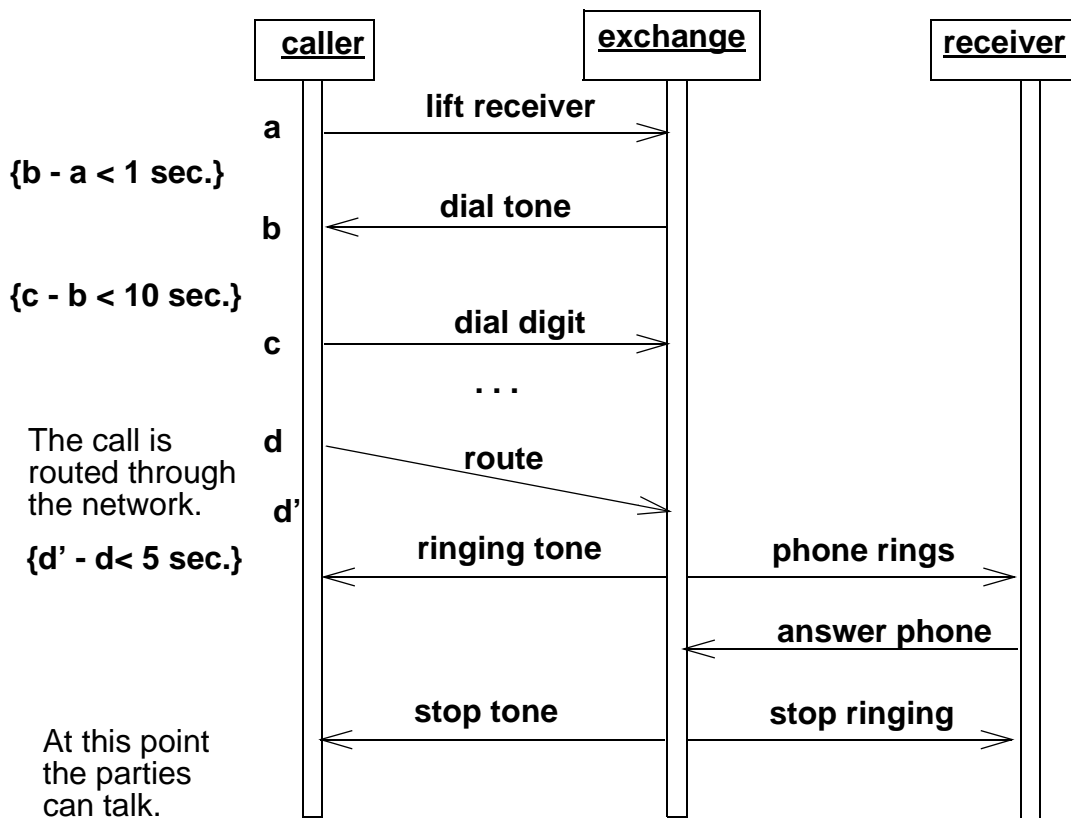 caller
exchange
receiver
lift receiver
a
{b - a < 1 sec.}
dial tone
b
{c - b < 10 sec.}
dial digit
c
. . .
The call is
routed through
the network.
d
route
d’
{d’ - d< 5 sec.}
ringing tone
phone rings
answer phone
stop tone
stop ringing
At this point
the parties
can talk.